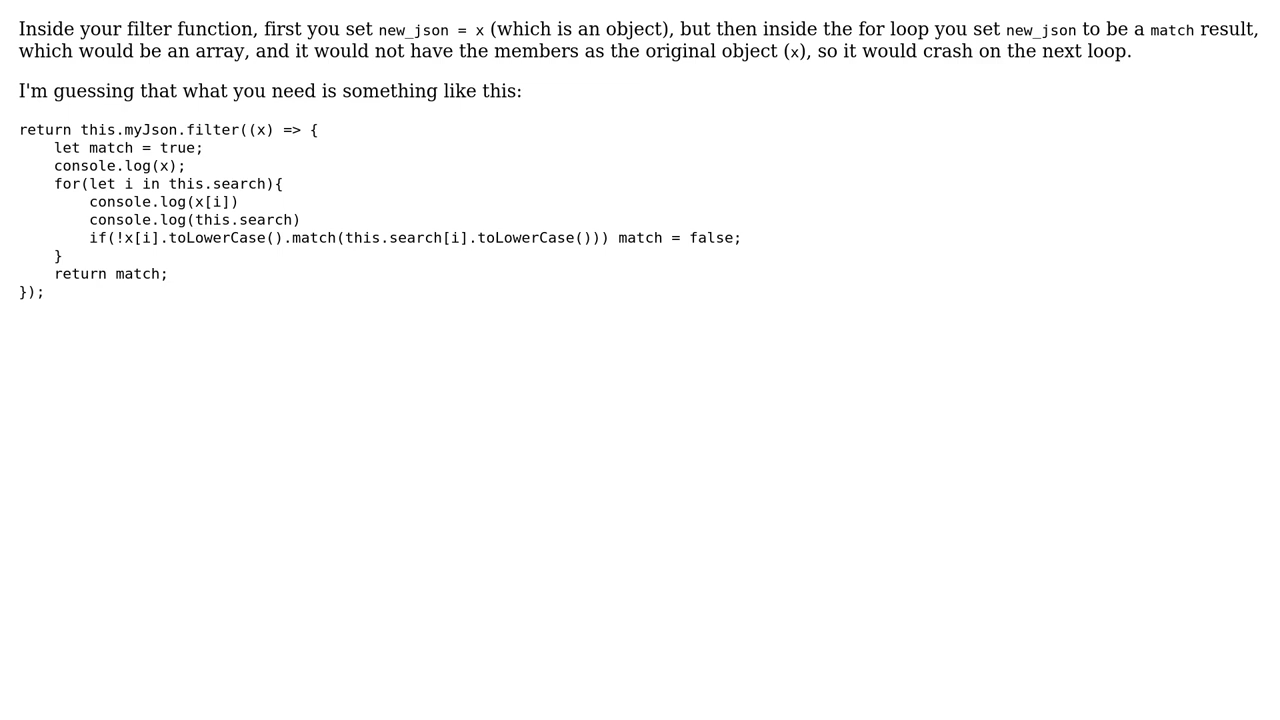 Inside your filter function, first you set new_json = x (which is an object), but then inside the for loop you set new_json to be a match result,
which would be an array, and it would not have the members as the original object (x), so it would crash on the next loop.
I'm guessing that what you need is something like this:
return this.myJson.filter((x) => {
    let match = true;
    console.log(x);
    for(let i in this.search){
        console.log(x[i])
        console.log(this.search)
        if(!x[i].toLowerCase().match(this.search[i].toLowerCase())) match = false;
    }
    return match;
});